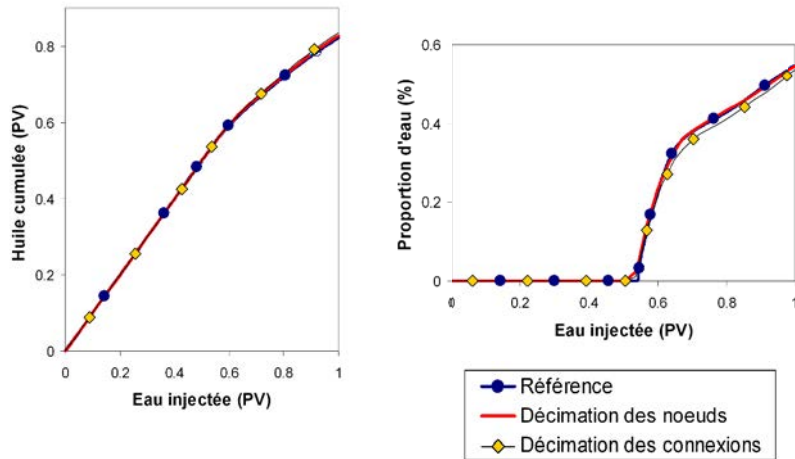 Huile cumulée (PV)
0.8
0.6
0.4
0.2
0
0 0.2 0.4 0.6 0.8 1
Eau injectée (PV)
Proportion d'eau (%)
0.6
0.4
0.2
0
0 0.2 0.4 0.6 0.8 1
Eau injectée (PV)
Référence
Décimation des noeuds
Décimation des connexions